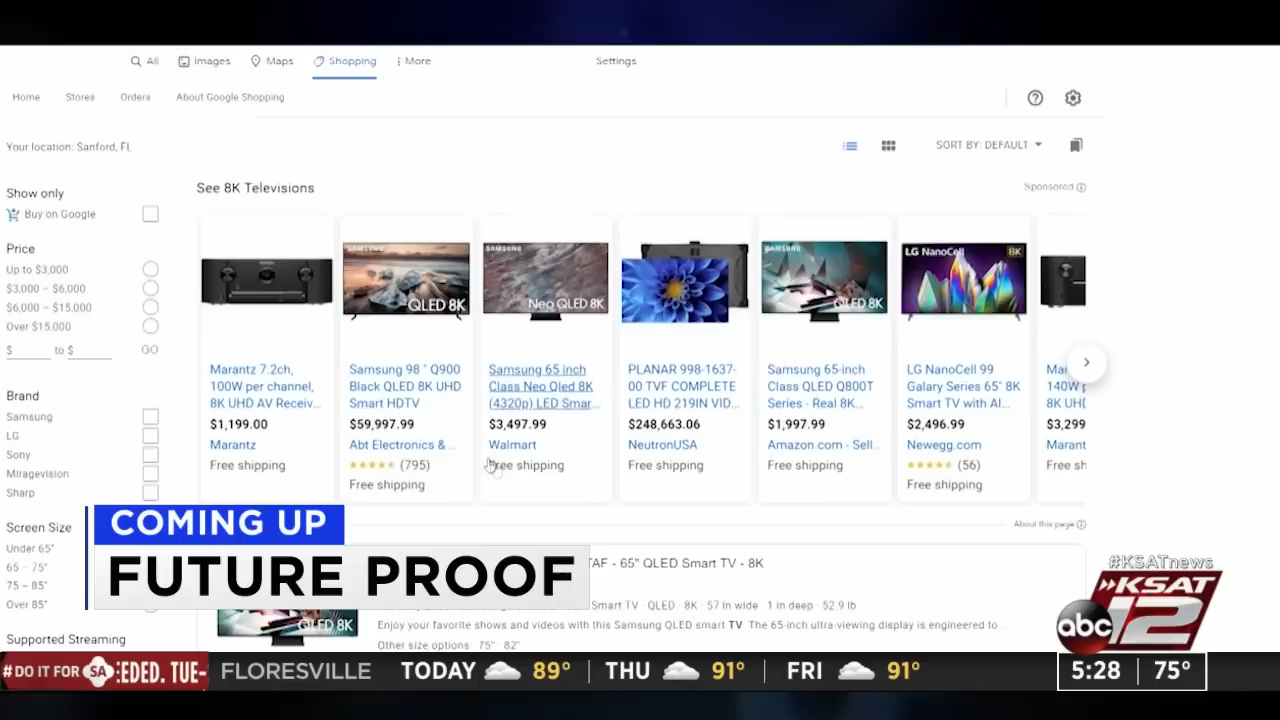 All Images Maps Shopping More Settings
Home Stores Orders About Google Shopping
Your location: Sanford, FL
SORT BY: DEFAULT
See 8K Televisions
Sponsored
Show only
Buy on Google
Price
Up to $3,000
$3,000 – $6,000
$6,000 – $15,000
Over $15,000
$ to $ GO
Brand
Samsung
LG
Sony
Miragevision
Sharp
Screen Size
Under 65"
65 – 75"
75 – 85"
Over 85"
Supported Streaming
Marantz 7.2ch,
100W per channel,
8K UHD AV Receiv...
$1,199.00
Marantz
Free shipping
SAMSUNG
QLED 8K
Samsung 98 " Q900
Black QLED 8K UHD
Smart HDTV
$59,997.99
Abt Electronics & ..
(795)
Free shipping
SAMSUNG
Neo QLED 8K
Samsung 65 inch
Class Neo Qled 8K
(4320p) LED Smar...
$3,497.99
Walmart
Free shipping
PLANAR 998-1637-
00 TVF COMPLETE
LED HD 219IN VID...
$248,663.06
NeutronUSA
Free shipping
SAMSUNG
QLED 8K
Samsung 65-inch
Class QLED Q800T
Series - Real 8K...
$1,997.99
Amazon.com - Sell..
Free shipping
LG NanoCell 8K
LG NanoCell 99
Galary Series 65" 8K
Smart TV with AI...
$2,496.99
Newegg.com
(56)
Free shipping
140W
8K UH
$3,299
Marant
Free sh
About this page
TAF - 65" QLED Smart TV - 8K
Smart TV · QLED · 8K · 57 in wide · 1 in deep · 52.9 lb
Enjoy your favorite shows and videos with this Samsung QLED smart TV The 65-inch ultra-viewing display is engineered to...
Other size options: 75" · 82"
QLED 8K
COMING UP
FUTURE PROOF
#KSATnews
KSAT
12
abc
#DO IT FOR SA EDED. TUE-
FLORESVILLE TODAY 89° THU 91° FRI 91°
5:28 75°